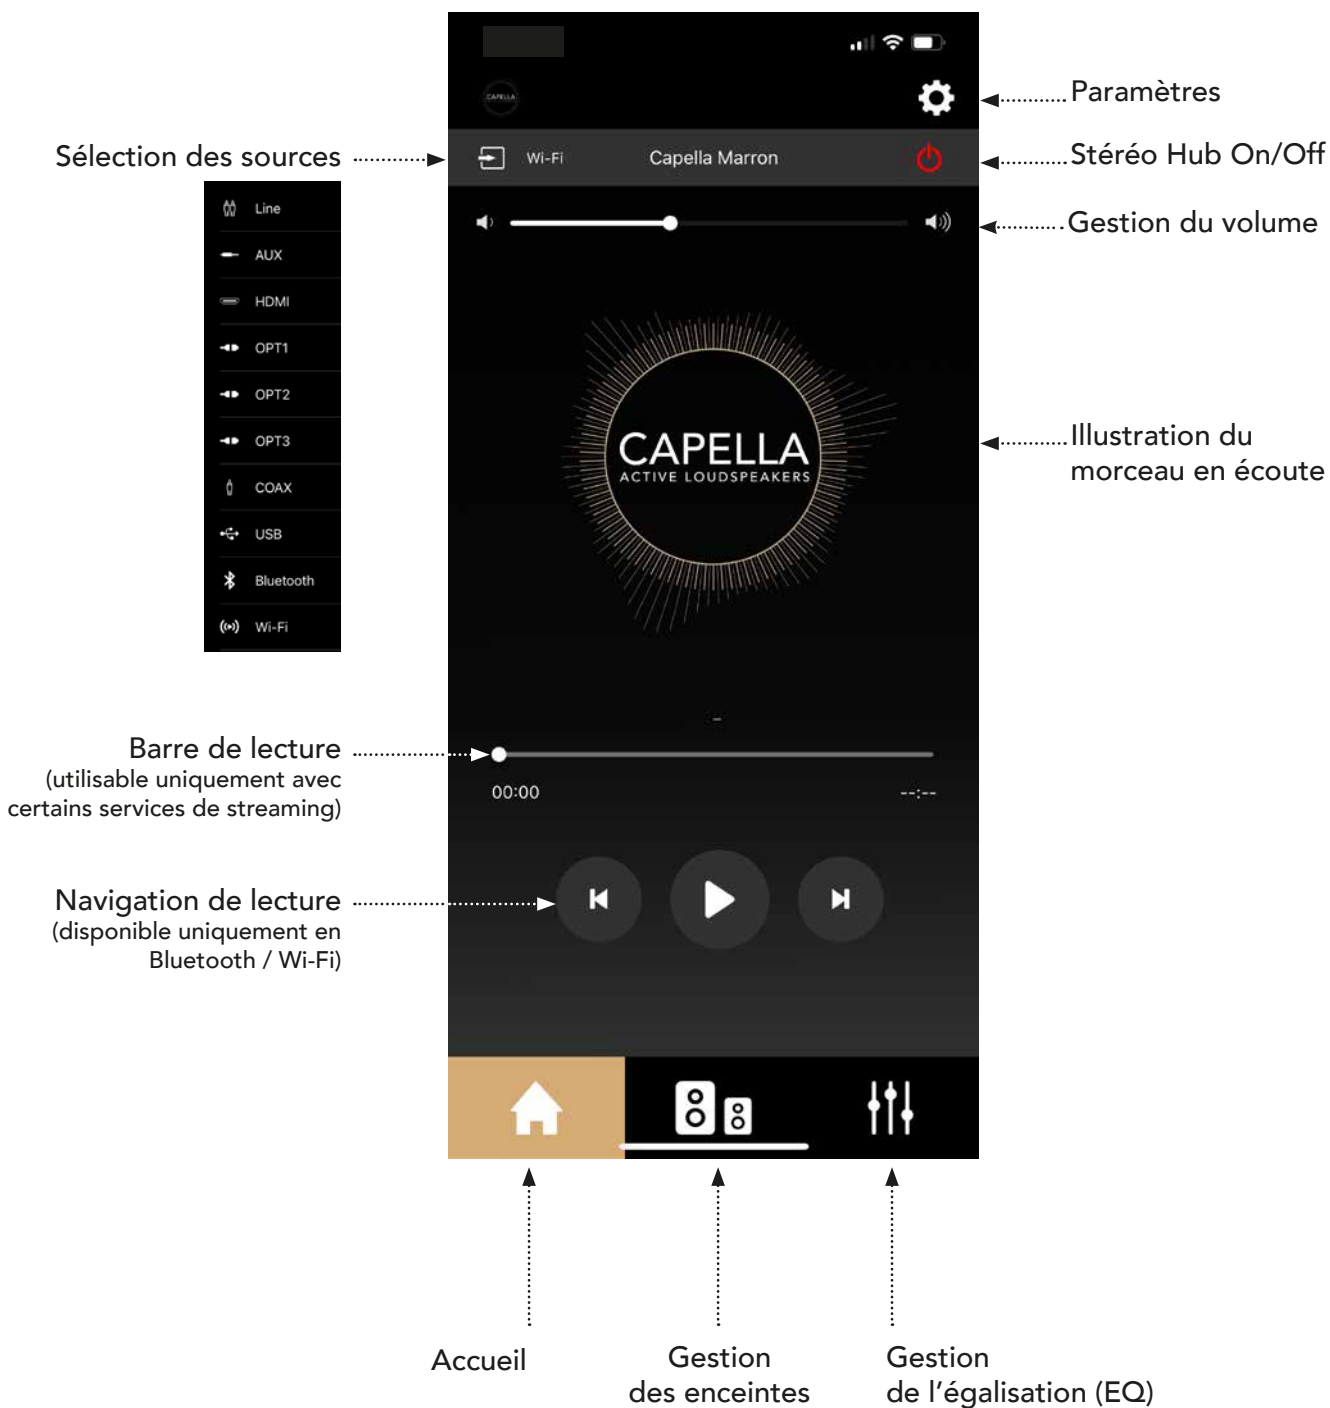 CAPELLA
Paramètres
Sélection des sources
Wi-Fi
Capella Marron
Stéréo Hub On/Off
Gestion du volume
Line
AUX
HDMI
OPT1
OPT2
OPT3
COAX
USB
Bluetooth
Wi-Fi
CAPELLA
ACTIVE LOUDSPEAKERS
Illustration du
morceau en écoute
-
Barre de lecture
(utilisable uniquement avec
certains services de streaming)
00:00
--:--
Navigation de lecture
(disponible uniquement en
Bluetooth / Wi-Fi)
Accueil
Gestion
des enceintes
Gestion
de l'égalisation (EQ)